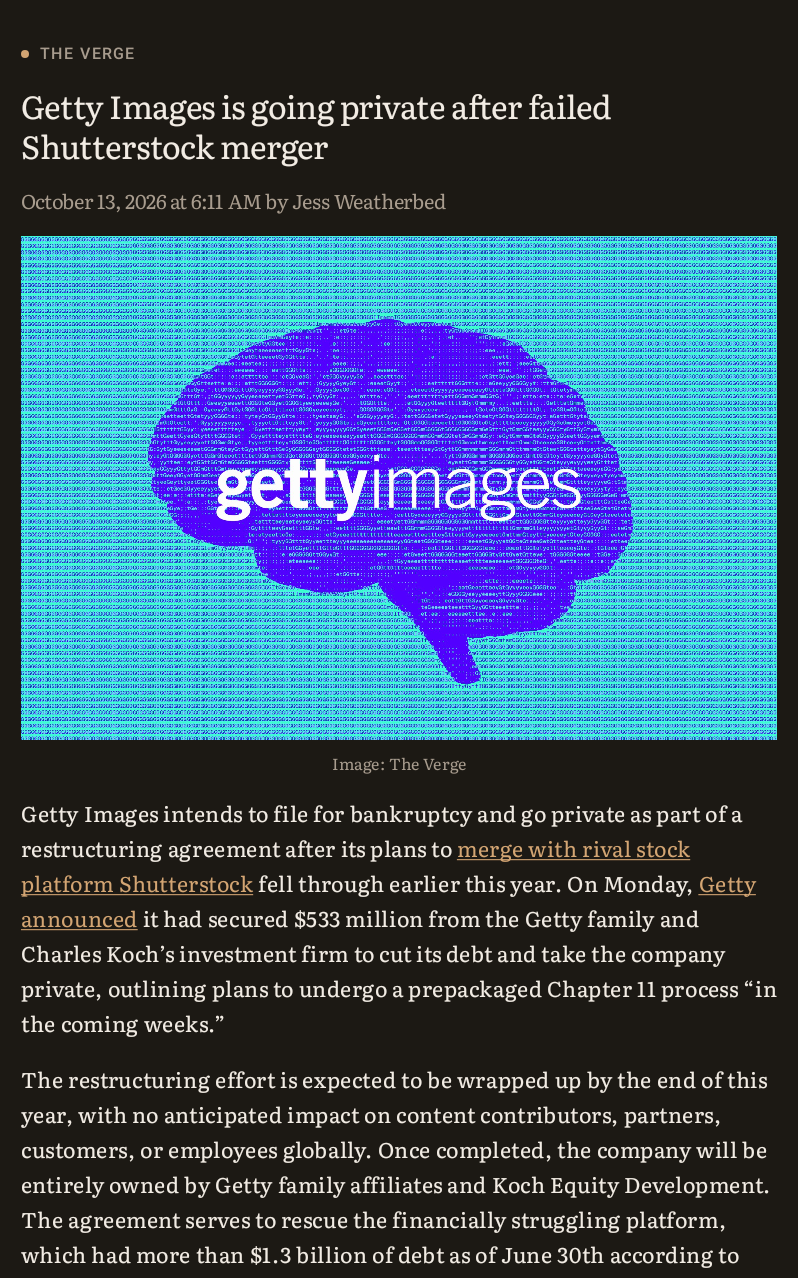 THE VERGE
Getty Images is going private after failed
Shutterstock merger
October 13, 2026 at 6:11 AM by Jess Weatherbed
gettyimages
Image: The Verge
Getty Images intends to file for bankruptcy and go private as part of a
restructuring agreement after its plans to merge with rival stock
platform Shutterstock fell through earlier this year. On Monday, Getty
announced it had secured $533 million from the Getty family and
Charles Koch’s investment firm to cut its debt and take the company
private, outlining plans to undergo a prepackaged Chapter 11 process “in
the coming weeks.”
The restructuring effort is expected to be wrapped up by the end of this
year, with no anticipated impact on content contributors, partners,
customers, or employees globally. Once completed, the company will be
entirely owned by Getty family affiliates and Koch Equity Development.
The agreement serves to rescue the financially struggling platform,
which had more than $1.3 billion of debt as of June 30th according to